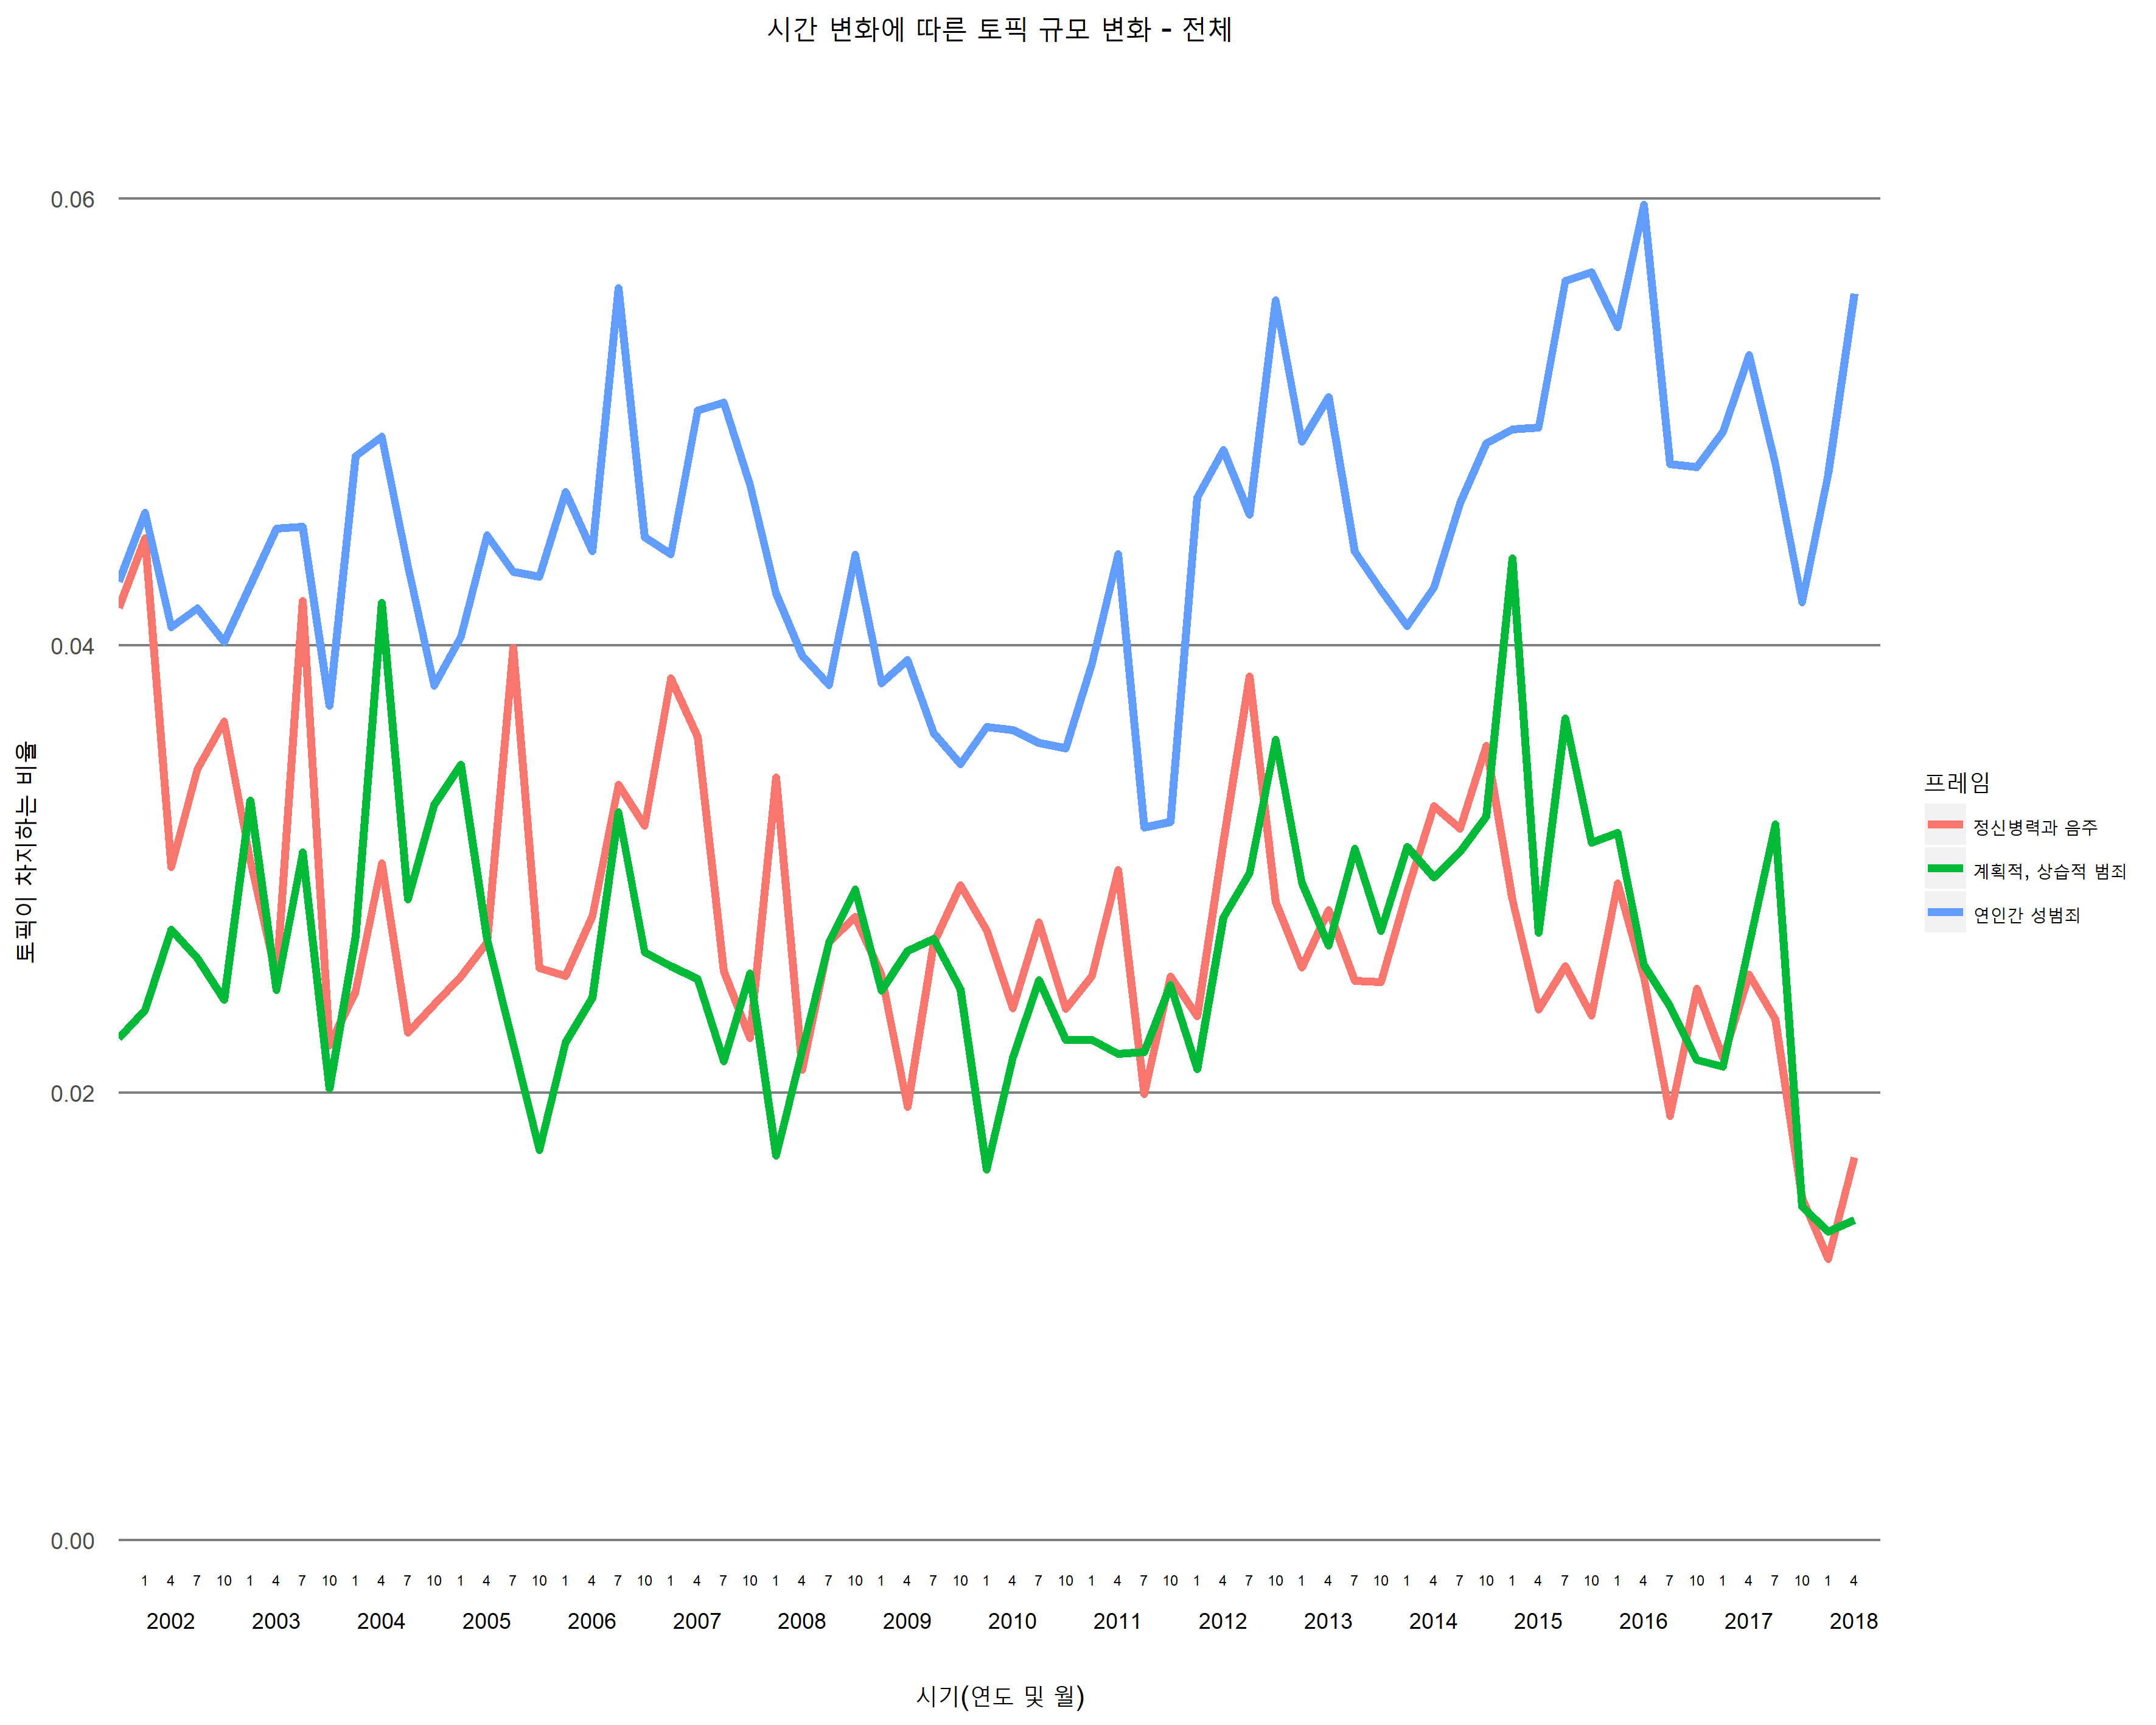 시간 변화에 따른 토픽 규모 변화 - 전체
토픽이 차지하는 비율
0.06
0.04
0.02
0.00
1 4 7 10 1 4 7 10 1 4 7 10 1 4 7 10 1 4 7 10 1 4 7 10 1 4 7 10 1 4 7 10 1 4 7 10 1 4 7 10 1 4 7 10 1 4 7 10 1 4 7 10 1 4 7 10 1 4 7 10 1 4 7 10 1 4
2002 2003 2004 2005 2006 2007 2008 2009 2010 2011 2012 2013 2014 2015 2016 2017 2018
시기(연도 및 월)
프레임
정신병력과 음주
계획적, 상습적 범죄
연인간 성범죄